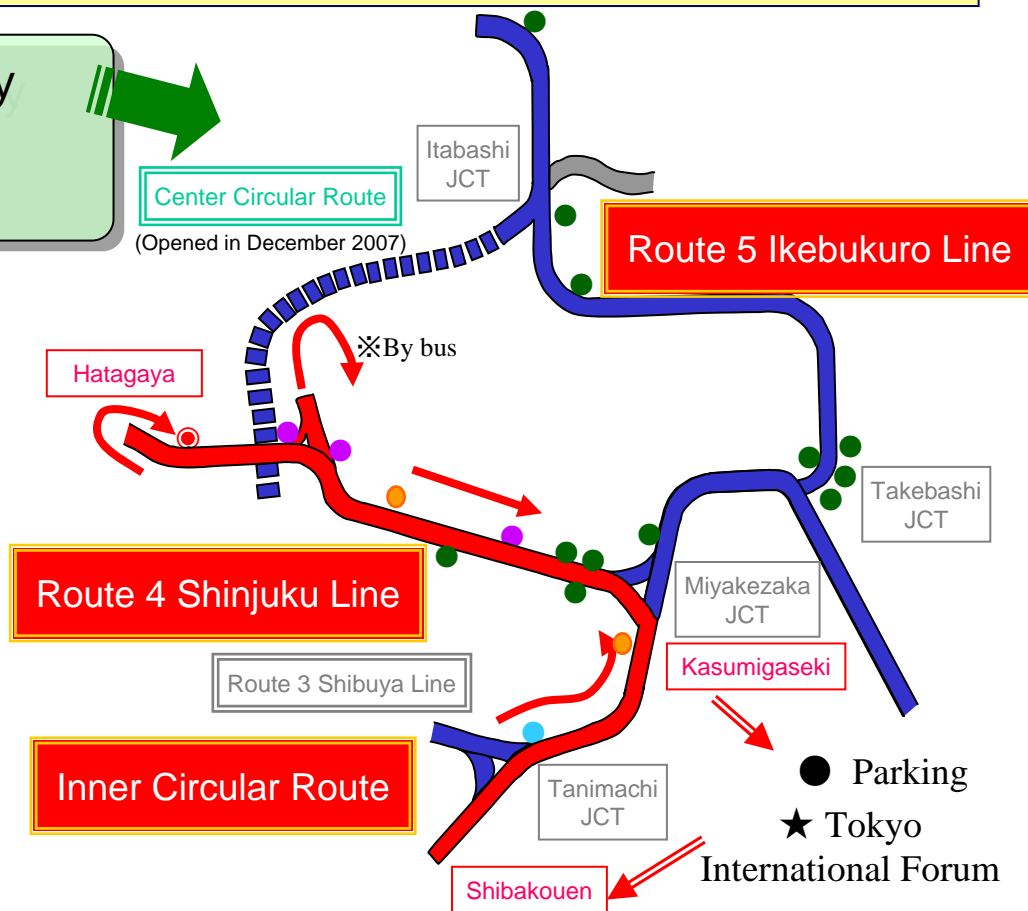 y
Itabashi
JCT
Center Circular Route
(Opened in December 2007)
Route 5 Ikebukuro Line
※By bus
Hatagaya
Takebashi
JCT
Route 4 Shinjuku Line
Miyakezaka
JCT
Route 3 Shibuya Line
Kasumigaseki
Inner Circular Route
Tanimachi
JCT
● Parking
★ Tokyo
International Forum
Shibakouen